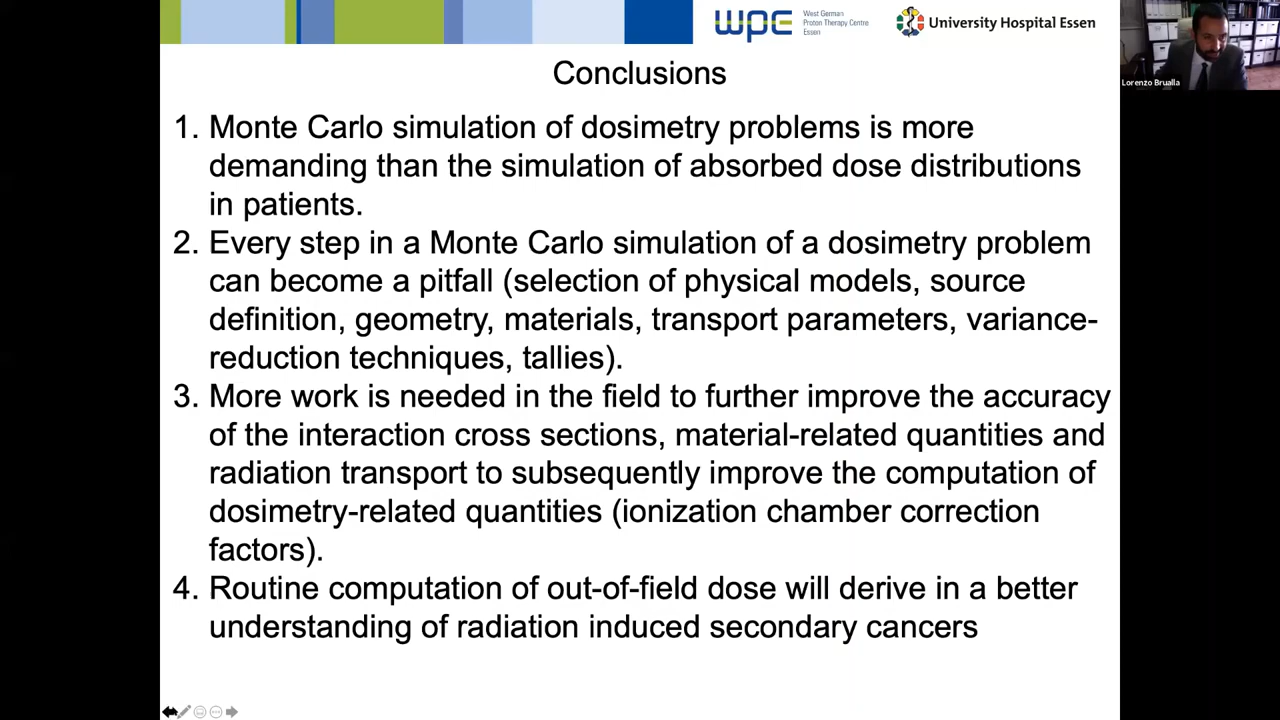 wpe
West German
Proton Therapy Centre
Essen
University Hospital Essen
Lorenzo Brualla
Conclusions
1. Monte Carlo simulation of dosimetry problems is more
demanding than the simulation of absorbed dose distributions
in patients.
2. Every step in a Monte Carlo simulation of a dosimetry problem
can become a pitfall (selection of physical models, source
definition, geometry, materials, transport parameters, variance-
reduction techniques, tallies).
3. More work is needed in the field to further improve the accuracy
of the interaction cross sections, material-related quantities and
radiation transport to subsequently improve the computation of
dosimetry-related quantities (ionization chamber correction
factors).
4. Routine computation of out-of-field dose will derive in a better
understanding of radiation induced secondary cancers